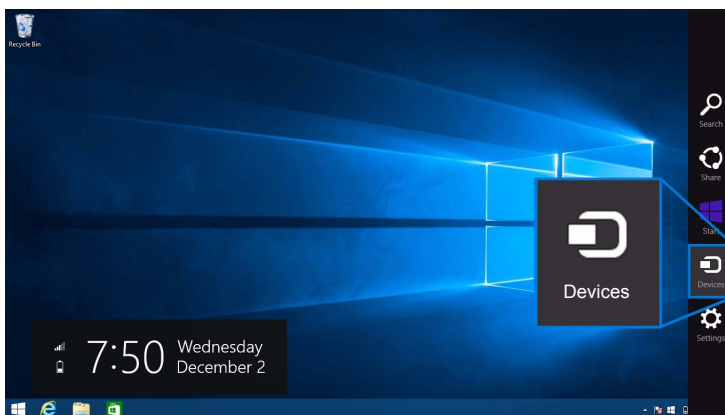 Recycle Bin
Search
Share
Start
Devices
Devices
Settings
7:50
Wednesday
December 2